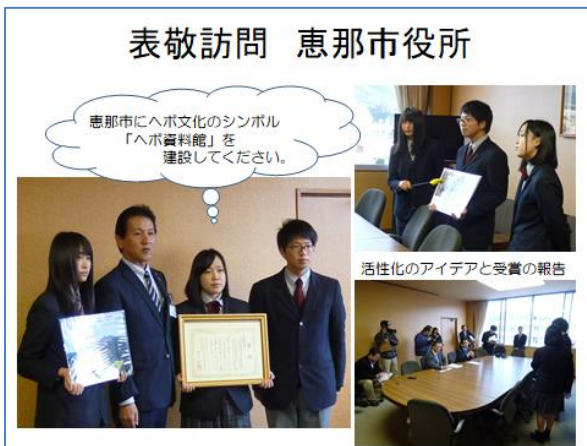 表敬訪問　恵那市役所
恵那市にヘボ文化のシンボル
「ヘボ資料館」を
建設してください。
活性化のアイデアと受賞の報告